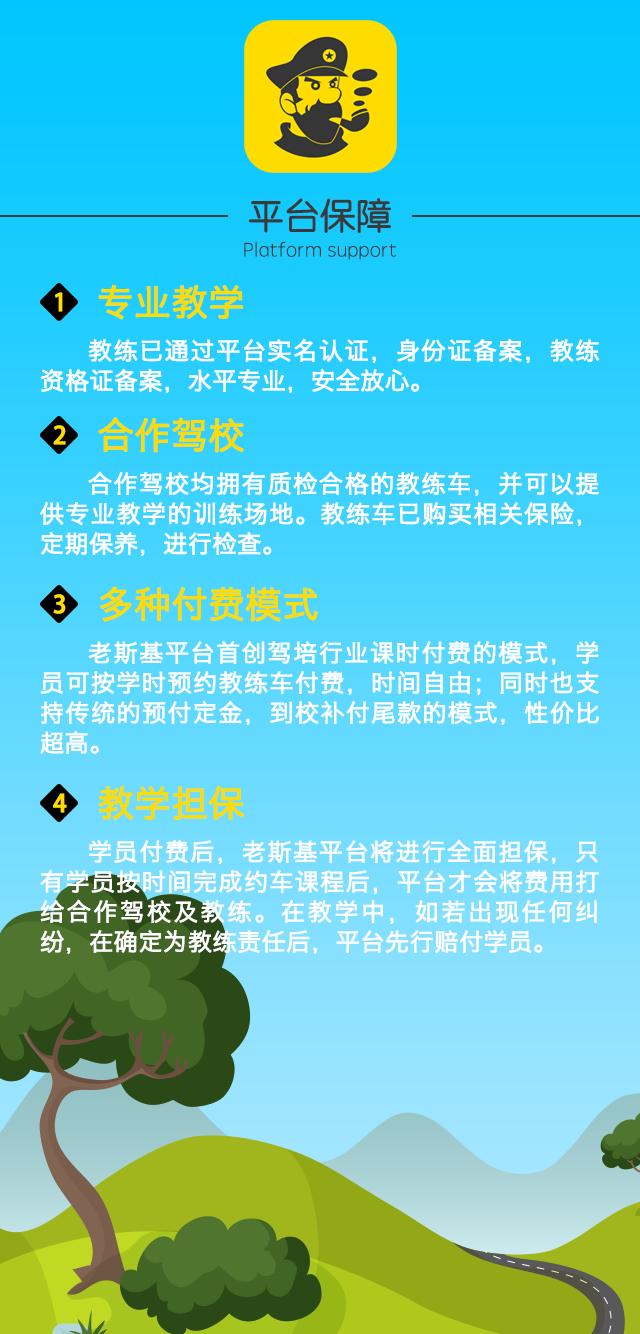 平台保障
Platform support
1 专业教学
教练已通过平台实名认证，身份证备案，教练
资格证备案，水平专业，安全放心。
2 合作驾校
合作驾校均拥有质检合格的教练车，并可以提
供专业教学的训练场地。教练车已购买相关保险，
定期保养，进行检查。
3 多种付费模式
老斯基平台首创驾培行业课时付费的模式，学
员可按学时预约教练车付费，时间自由；同时也支
持传统的预付定金，到校补付尾款的模式，性价比
超高。
4 教学担保
学员付费后，老斯基平台将进行全面担保，只
有学员按时间完成约车课程后，平台才会将费用打
给合作驾校及教练。在教学中，如若出现任何纠
纷，在确定为教练责任后，平台先行赔付学员。